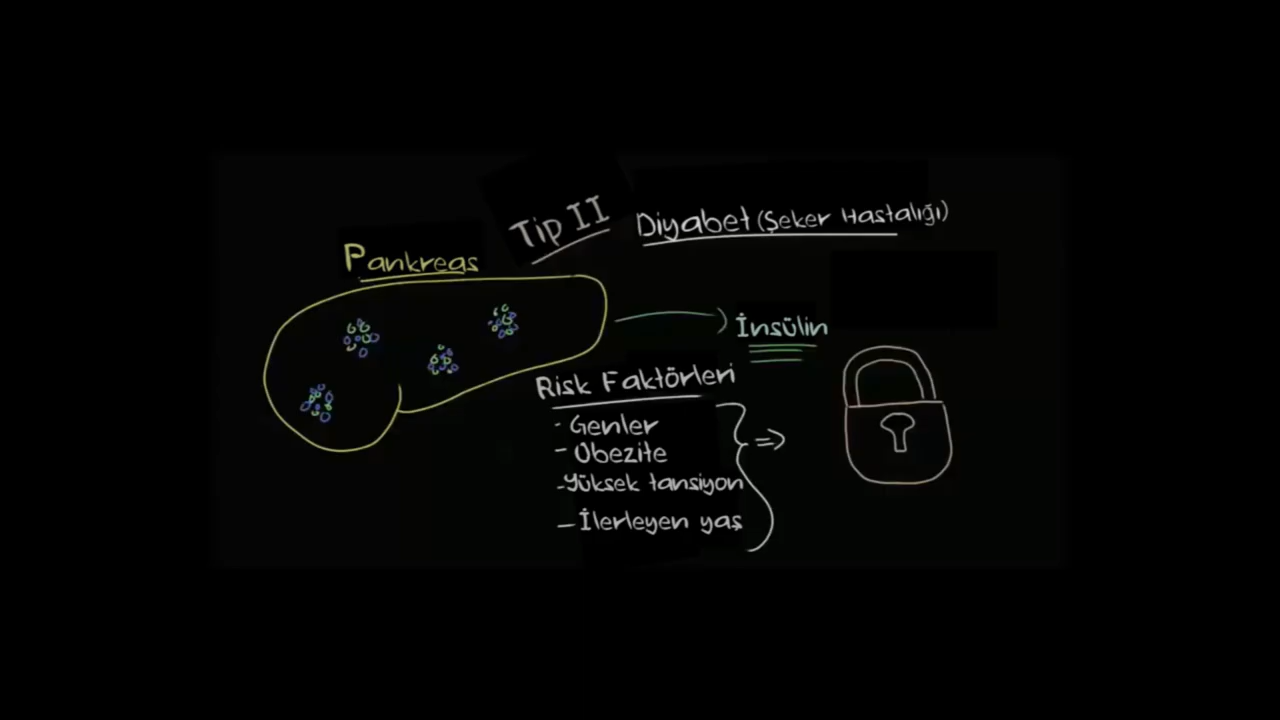 Tip II Diyabet (Şeker Hastalığı)
Pankreas
İnsülin
Risk Faktörleri
- Genler
- Obezite
- Yüksek tansiyon
- İlerleyen yaş